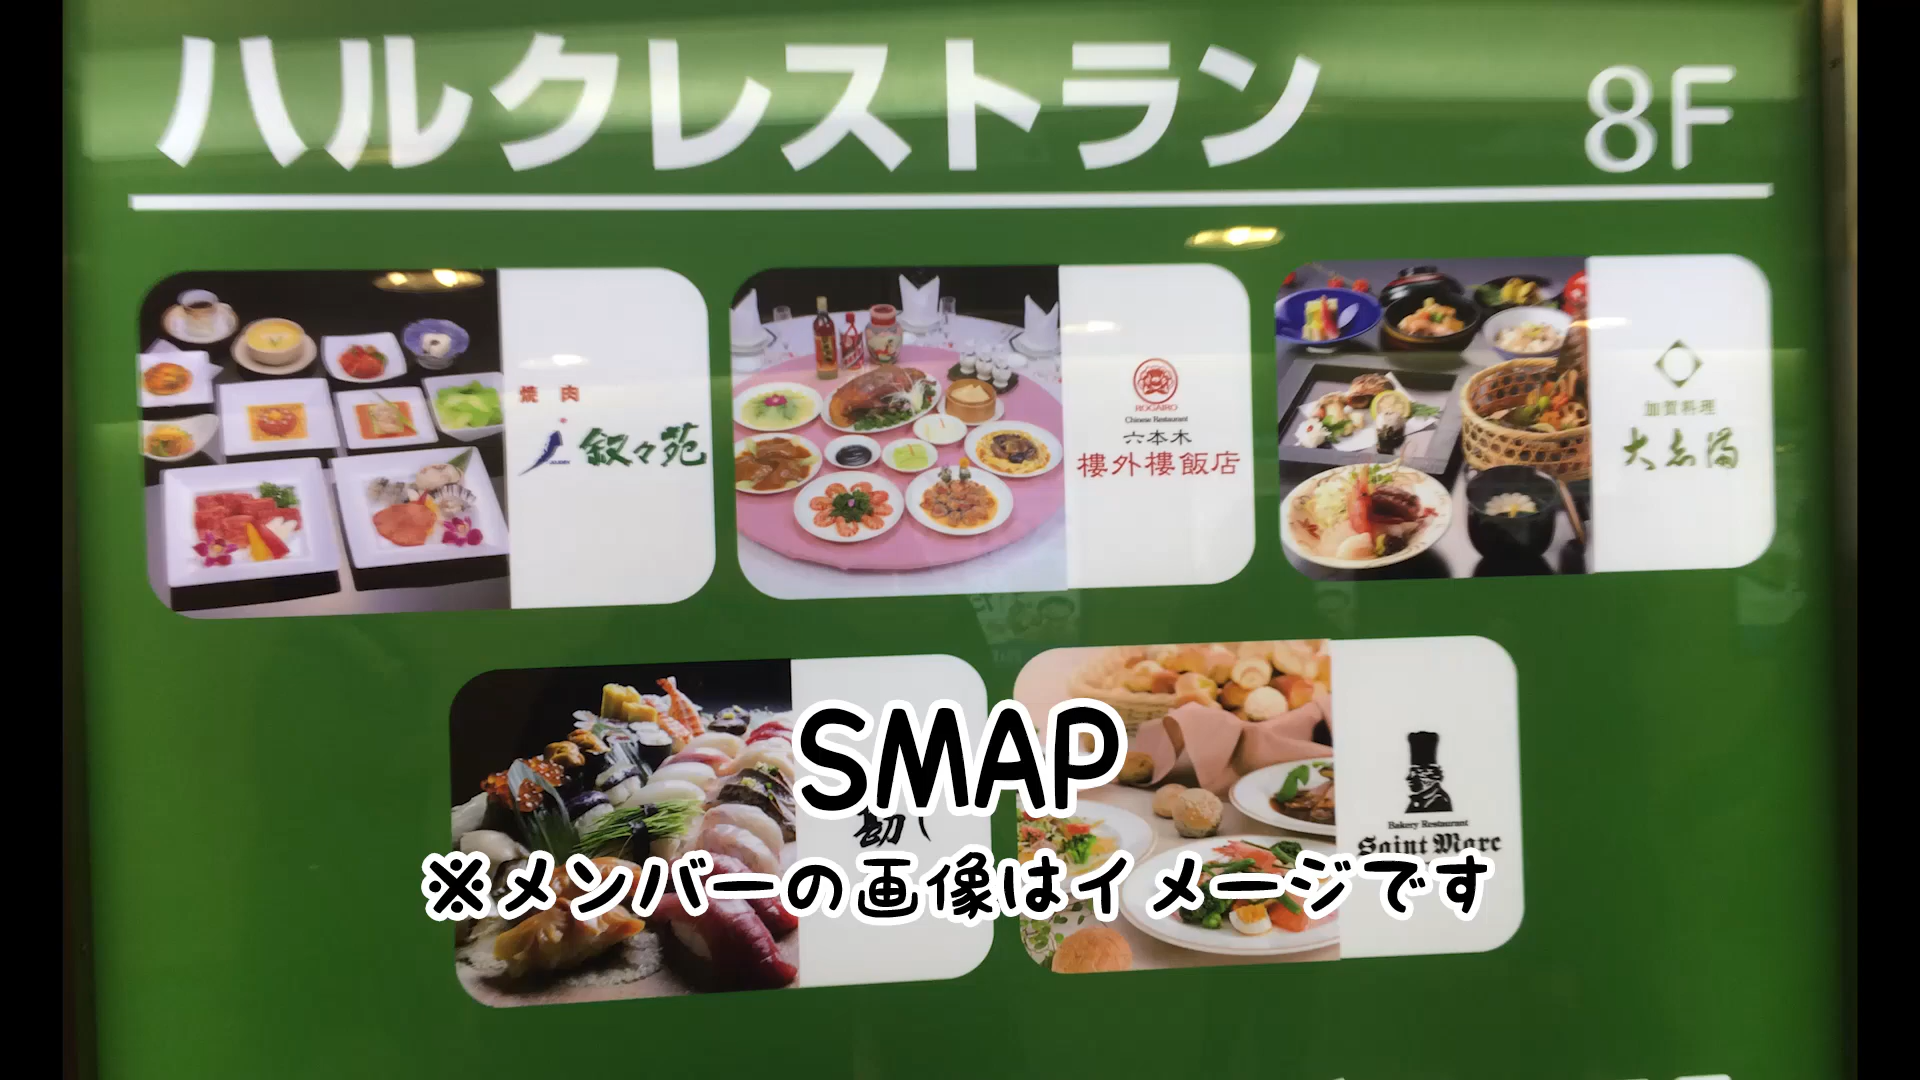 ハルクレストラン 8F
焼肉
叙々苑
ROGAIRO
Chinese Restaurant
六本木
樓外樓飯店
加賀料理
大志満
勘
Bakery Restaurant
Saint Marc
SMAP
※メンバーの画像はイメージです